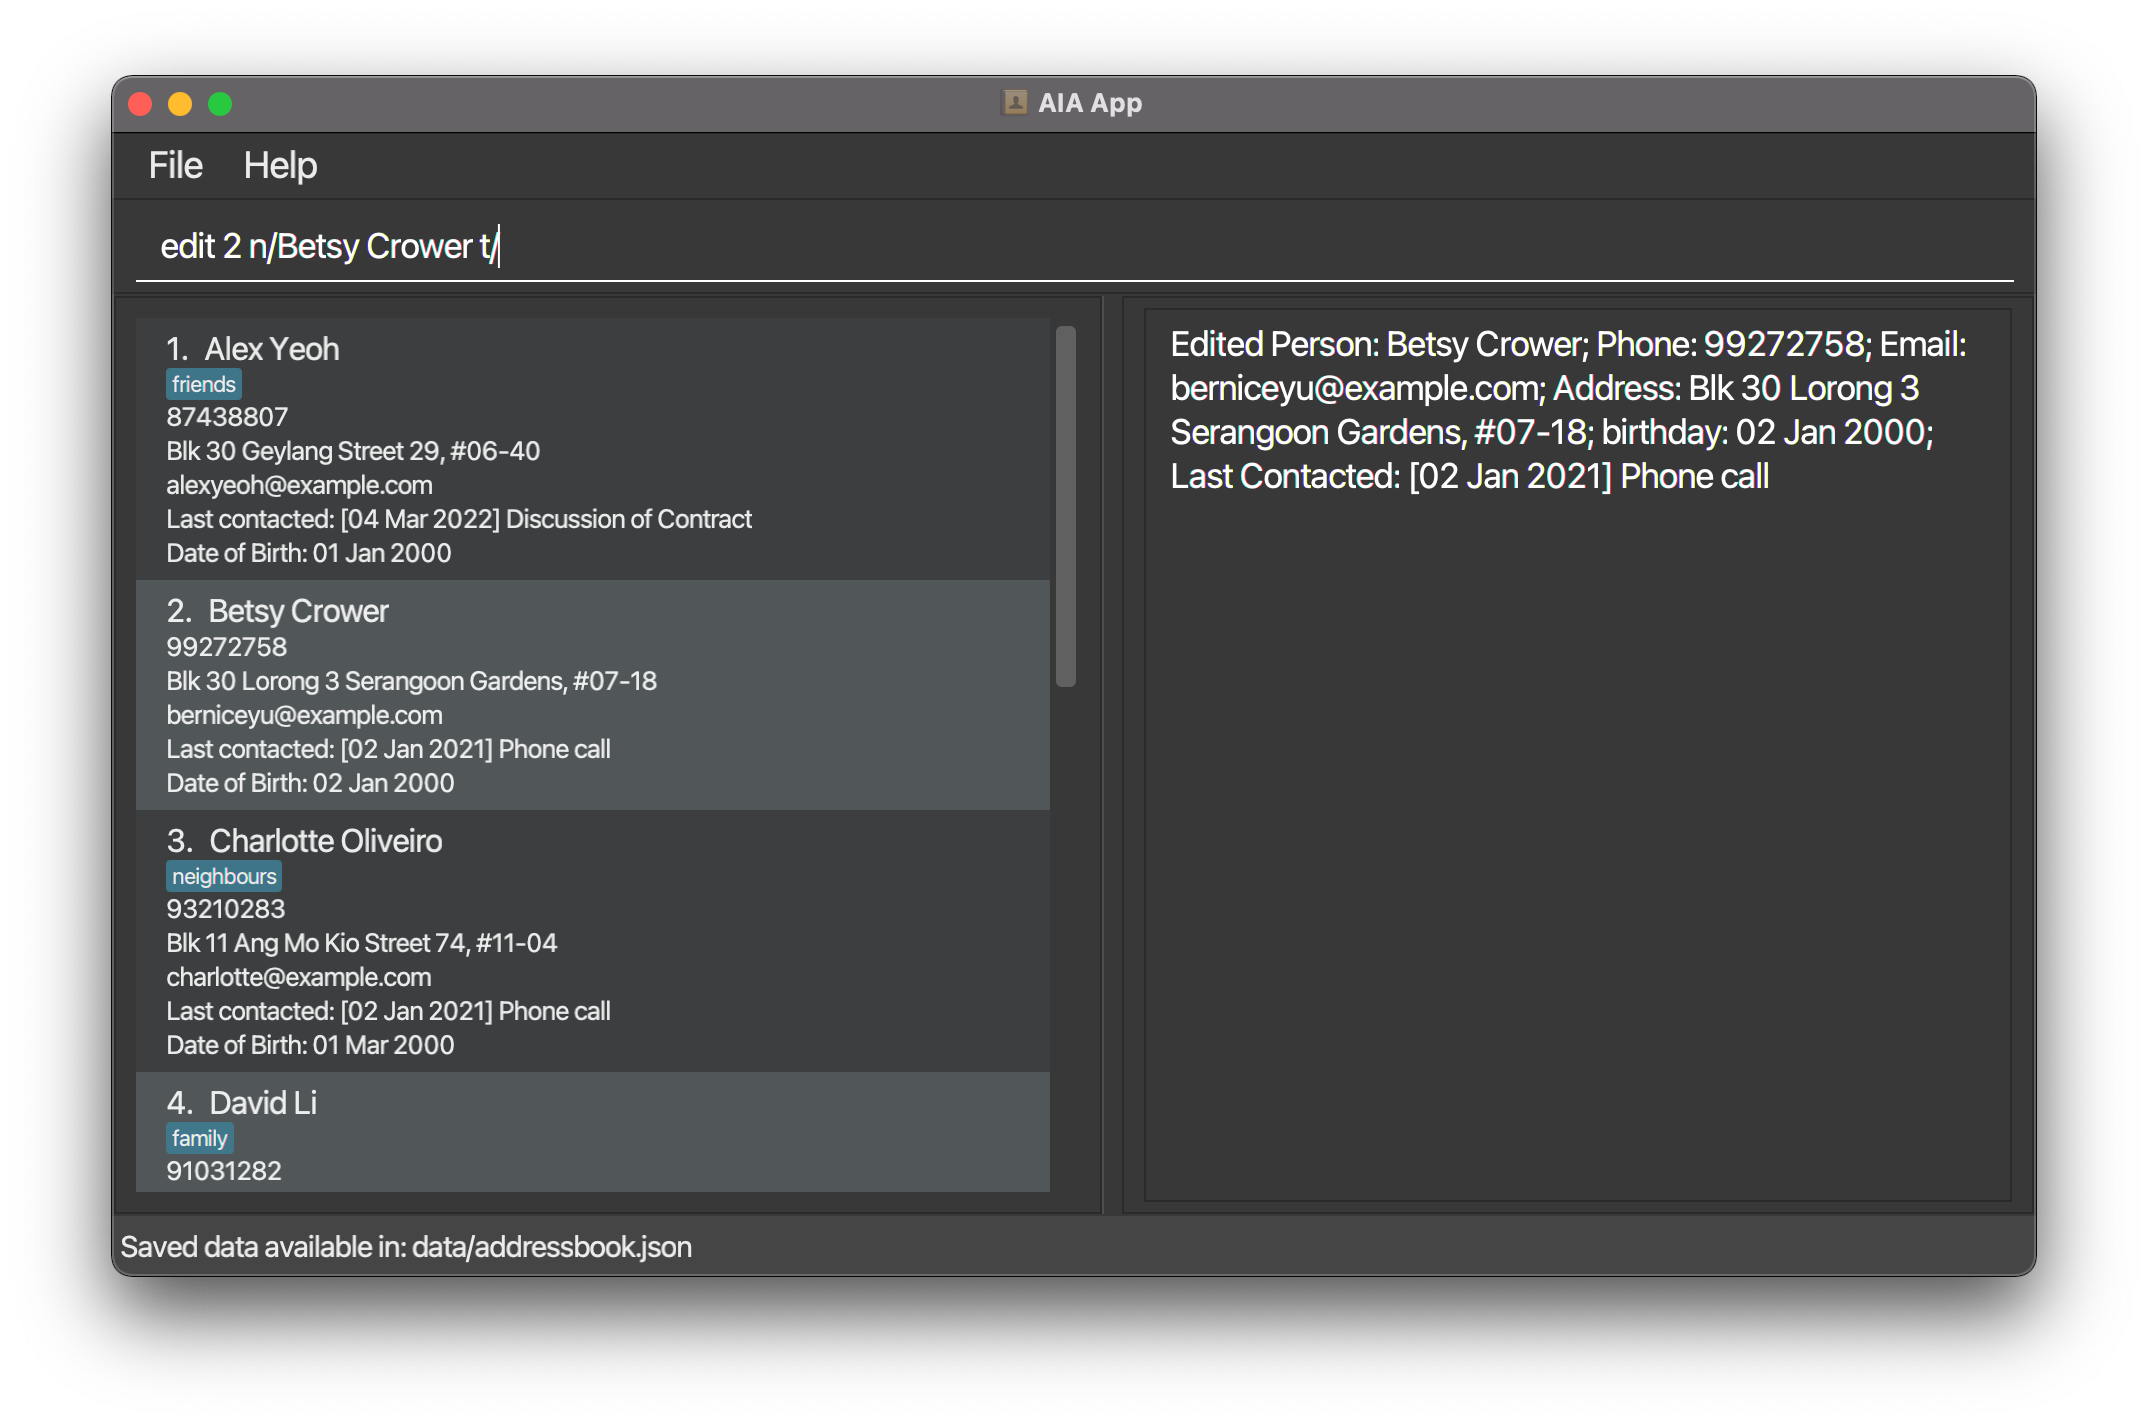 AIA App
File Help
edit 2 n/Betsy Crower t/
1. Alex Yeoh
friends
87438807
Blk 30 Geylang Street 29, #06-40
alexyeoh@example.com
Last contacted: [04 Mar 2022] Discussion of Contract
Date of Birth: 01 Jan 2000
2. Betsy Crower
99272758
Blk 30 Lorong 3 Serangoon Gardens, #07-18
berniceyu@example.com
Last contacted: [02 Jan 2021] Phone call
Date of Birth: 02 Jan 2000
3. Charlotte Oliveiro
neighbours
93210283
Blk 11 Ang Mo Kio Street 74, #11-04
charlotte@example.com
Last contacted: [02 Jan 2021] Phone call
Date of Birth: 01 Mar 2000
4. David Li
family
91031282
Edited Person: Betsy Crower; Phone: 99272758; Email:
berniceyu@example.com; Address: Blk 30 Lorong 3
Serangoon Gardens, #07-18; birthday: 02 Jan 2000;
Last Contacted: [02 Jan 2021] Phone call
Saved data available in: data/addressbook.json